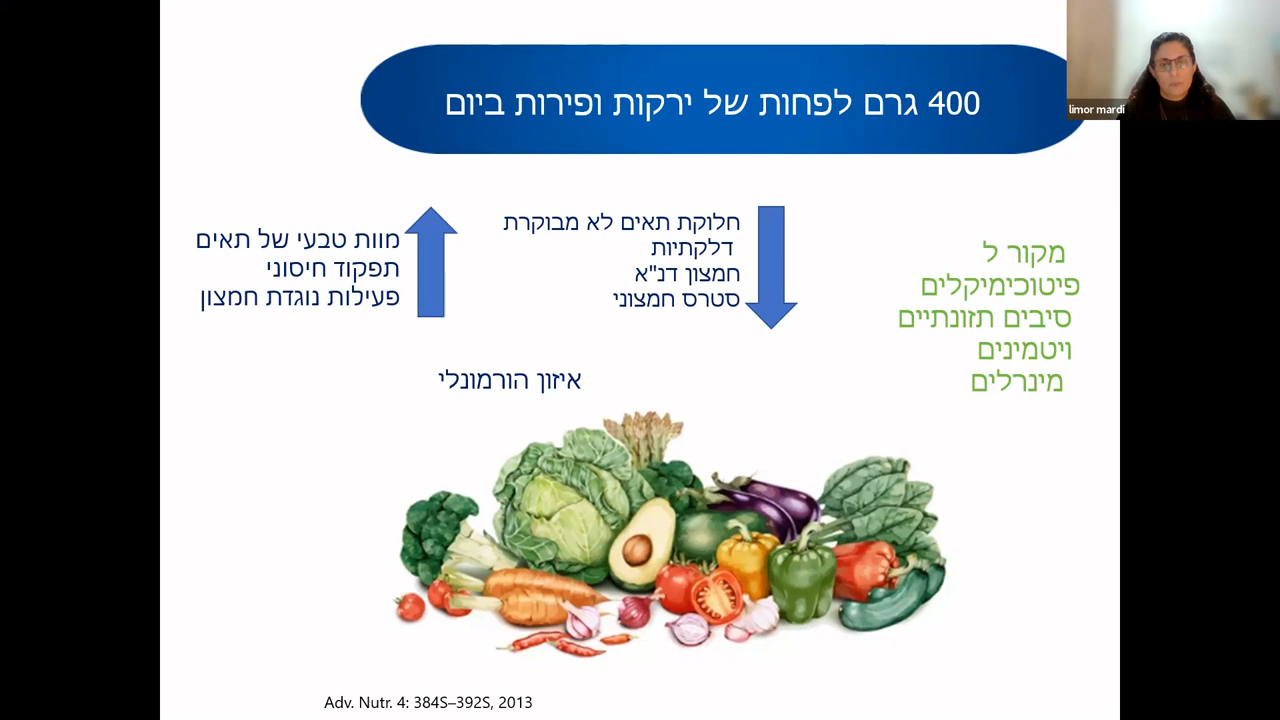 400 גרם לפחות של ירקות ופירות ביום
limor mardi
מקור ל
פיטוכימיקלים
סיבים תזונתיים
ויטמינים
מינרלים
חלוקת תאים לא מבוקרת
דלקתיות
חמצון דנ"א
סטרס חמצוני
מוות טבעי של תאים
תפקוד חיסוני
פעילות נוגדת חמצון
איזון הורמונלי
Adv. Nutr. 4: 384S–392S, 2013